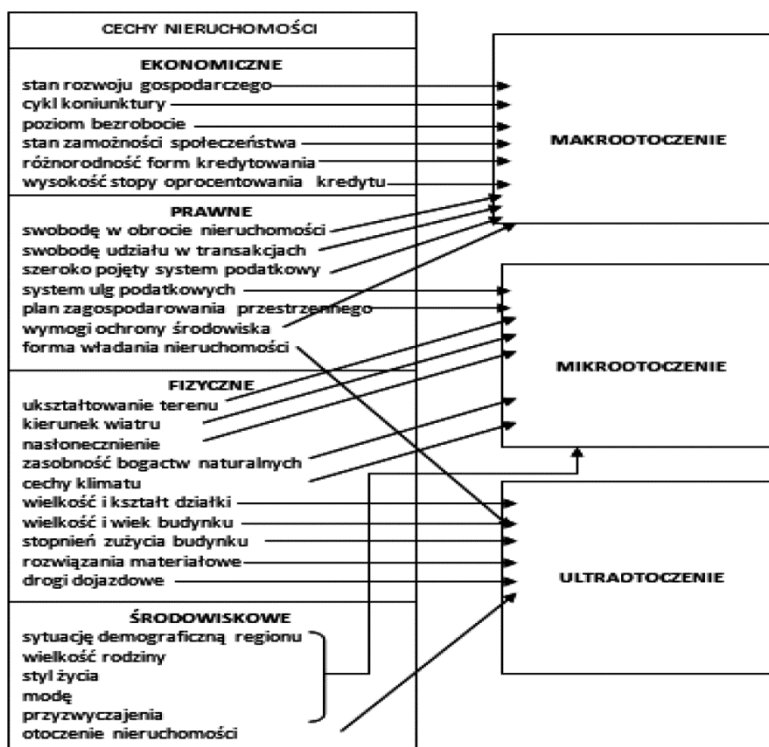 CECHY NIERUCHOMOŚCI
EKONOMICZNE
stan rozwoju gospodarczego
cykl koniunktury
poziom bezrobocie
stan zamożności społeczeństwa
różnorodność form kredytowania
wysokość stopy oprocentowania kredytu
PRAWNE
swobodę w obrocie nieruchomości
swobodę udziału w transakcjach
szeroko pojęty system podatkowy
system ulg podatkowych
plan zagospodarowania przestrzennego
wymogi ochrony środowiska
forma władania nieruchomości
FIZYCZNE
ukształtowanie terenu
kierunek wiatru
nasłonecznienie
zasobność bogactw naturalnych
cechy klimatu
wielkość i kształt działki
wielkość i wiek budynku
stopnień zużycia budynku
rozwiązania materiałowe
drogi dojazdowe
ŚRODOWISKOWE
sytuację demograficzną regionu
wielkość rodziny
styl życia
modę
przyzwyczajenia
otoczenie nieruchomości
MAKROOTOCZENIE
MIKROOTOCZENIE
ULTRAOTOCZENIE